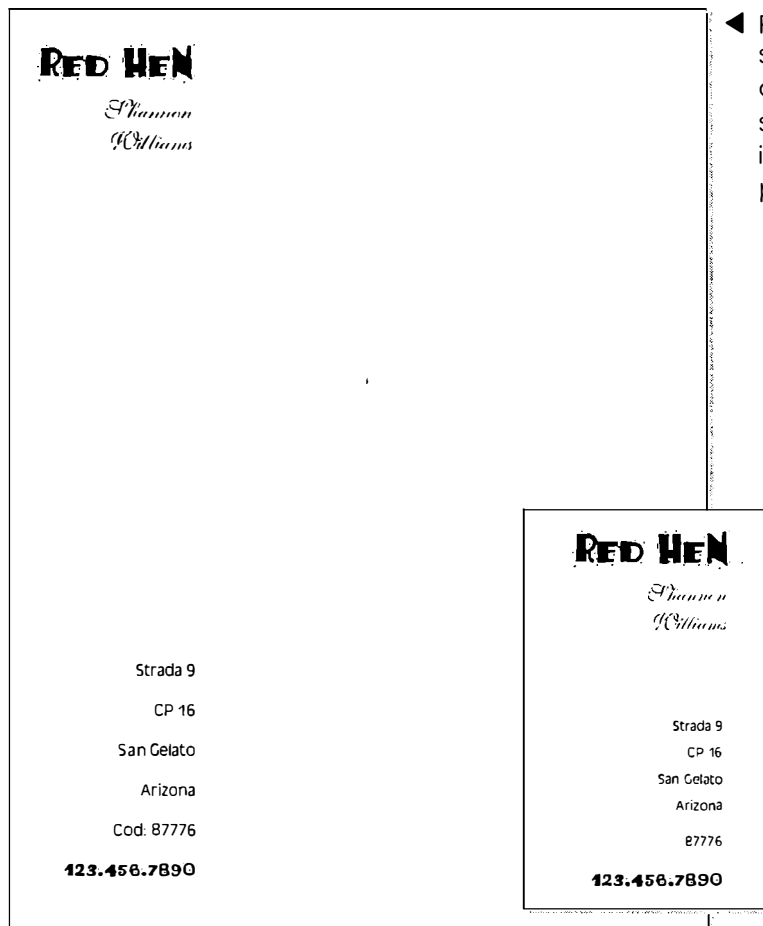 RED HEN
Shannon
Williams
Strada 9
CP 16
San Gelato
Arizona
Cod: 87776
123.456.7890
RED HEN
Shannon
Williams
Strada 9
CP 16
San Gelato
Arizona
87776
123.456.7890